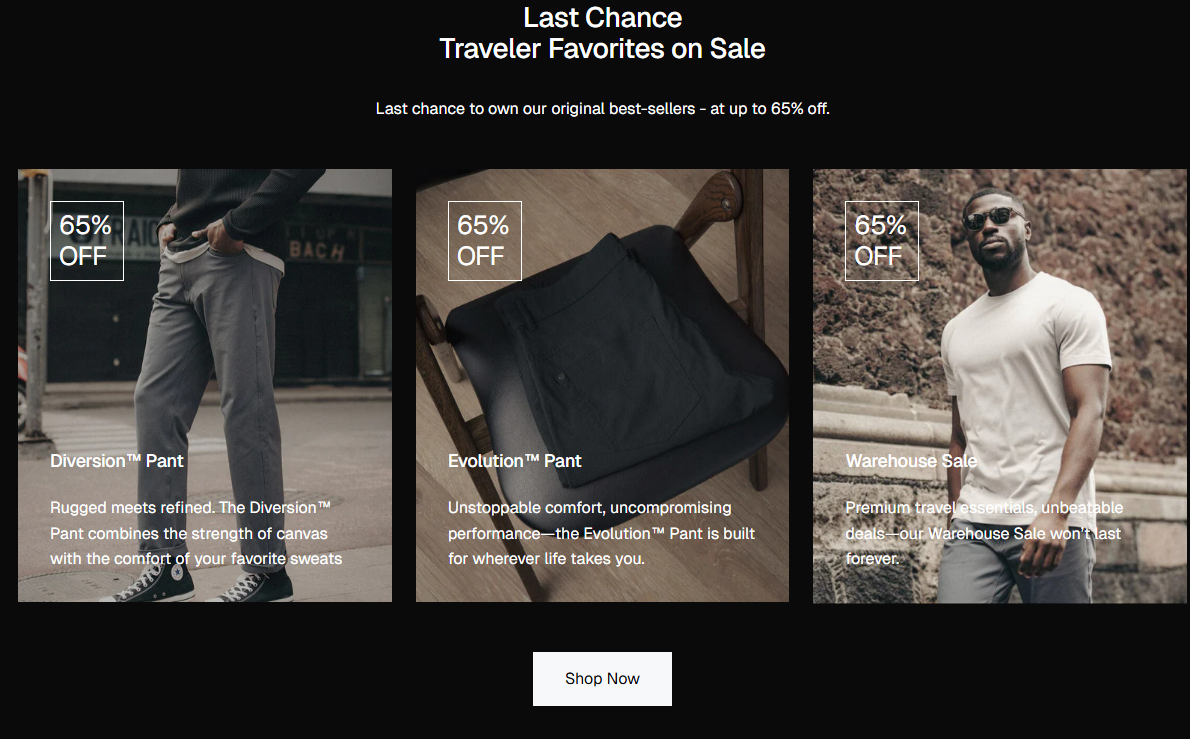 Last Chance
Traveler Favorites on Sale
Last chance to own our original best-sellers - at up to 65% off.
65%
OFF
BACH
Diversion™ Pant
Rugged meets refined. The Diversion™
Pant combines the strength of canvas
with the comfort of your favorite sweats
65%
OFF
Evolution™ Pant
Unstoppable comfort, uncompromising
performance—the Evolution™ Pant is built
for wherever life takes you.
65%
OFF
Warehouse Sale
Premium travel essentials, unbeatable
deals—our Warehouse Sale won't last
forever.
Shop Now